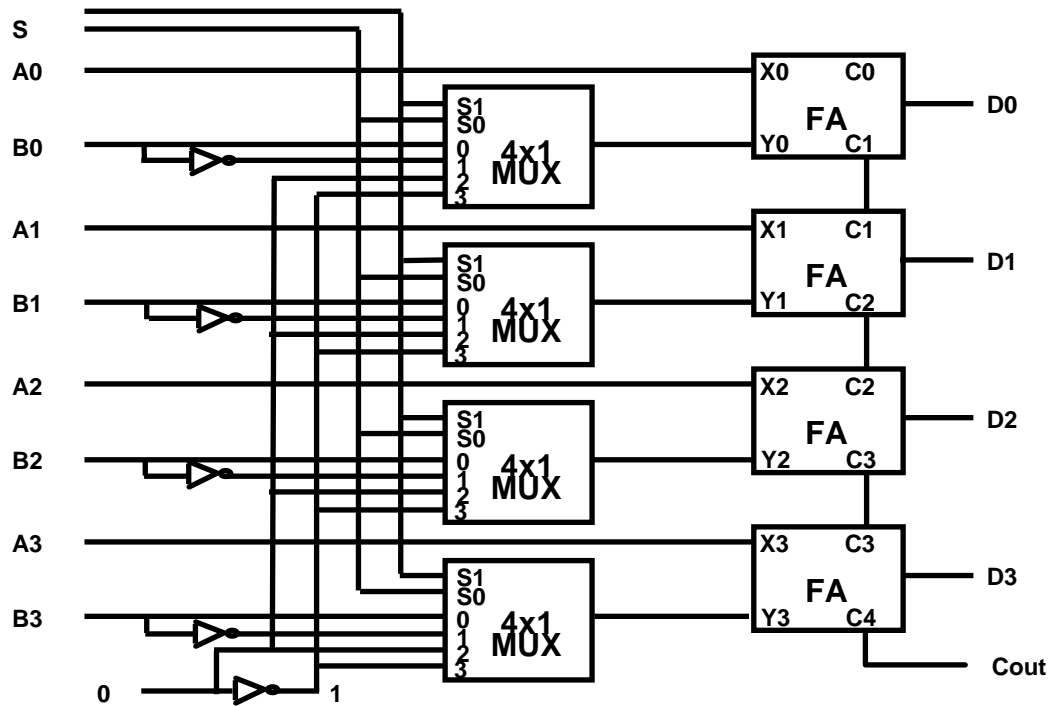 S
A0
X0 C0
S1
S0
FA
D0
B0
0
1
2
3
4x1
MUX
Y0 C1
A1
X1 C1
S1
S0
FA
D1
B1
0
1
2
3
4x1
MUX
Y1 C2
A2
X2 C2
S1
S0
FA
D2
B2
0
1
2
3
4x1
MUX
Y2 C3
A3
X3 C3
S1
S0
FA
D3
B3
0
1
2
3
4x1
MUX
Y3 C4
Cout
0 1